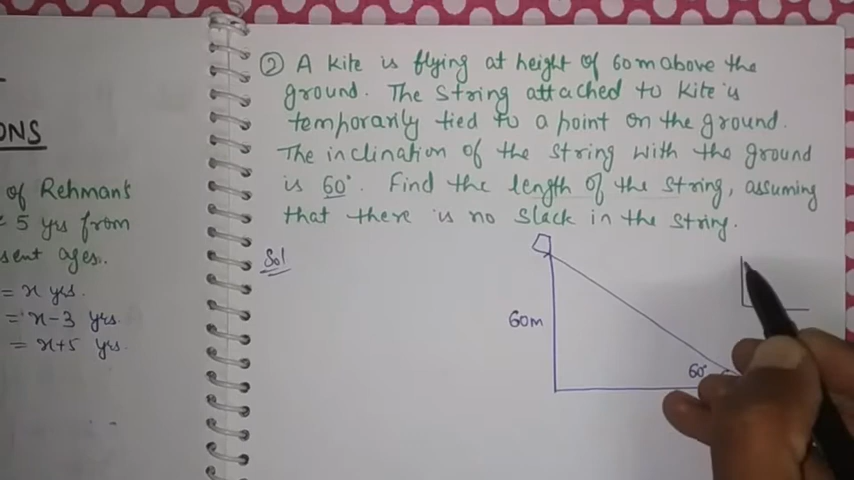 ONS
of Rehman's
= 5 yrs from
sent ages..
= x yrs.
= x-3 yrs.
= x+5 yrs.
② A kite is flying at height of 60m above the
ground. The string attached to kite is
temporarily tied to a point on the ground.
The inclination of the string with the ground
is 60°. Find the length of the string, assuming
that there is no slack in the string.
Sol
60m
60°